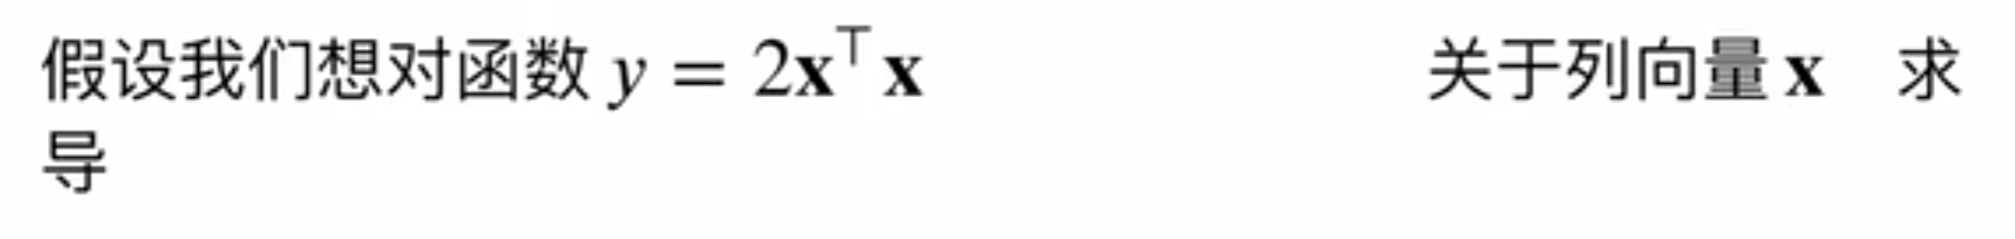 假设我们想对函数 y = 2x⊤x 关于列向量 x 求
导